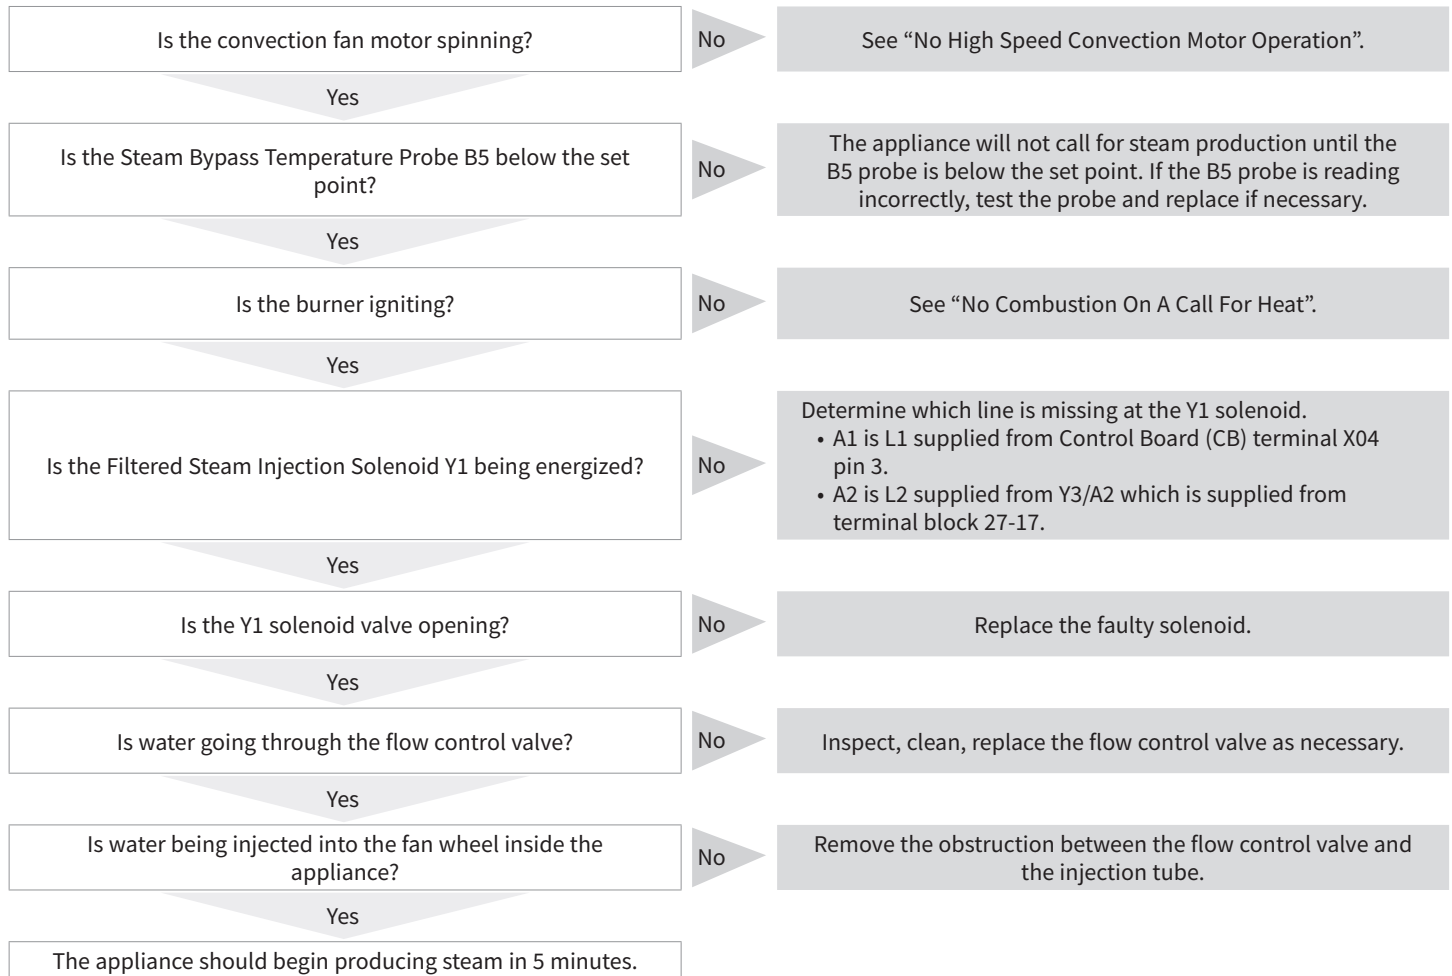 Is the convection fan motor spinning?
No
See “No High Speed Convection Motor Operation”.
Yes
Is the Steam Bypass Temperature Probe B5 below the set
point?
No
The appliance will not call for steam production until the
B5 probe is below the set point. If the B5 probe is reading
incorrectly, test the probe and replace if necessary.
Yes
Is the burner igniting?
No
See “No Combustion On A Call For Heat”.
Yes
Is the Filtered Steam Injection Solenoid Y1 being energized?
No
Determine which line is missing at the Y1 solenoid.
• A1 is L1 supplied from Control Board (CB) terminal X04
pin 3.
• A2 is L2 supplied from Y3/A2 which is supplied from
terminal block 27-17.
Yes
Is the Y1 solenoid valve opening?
No
Replace the faulty solenoid.
Yes
Is water going through the flow control valve?
No
Inspect, clean, replace the flow control valve as necessary.
Yes
Is water being injected into the fan wheel inside the
appliance?
No
Remove the obstruction between the flow control valve and
the injection tube.
Yes
The appliance should begin producing steam in 5 minutes.